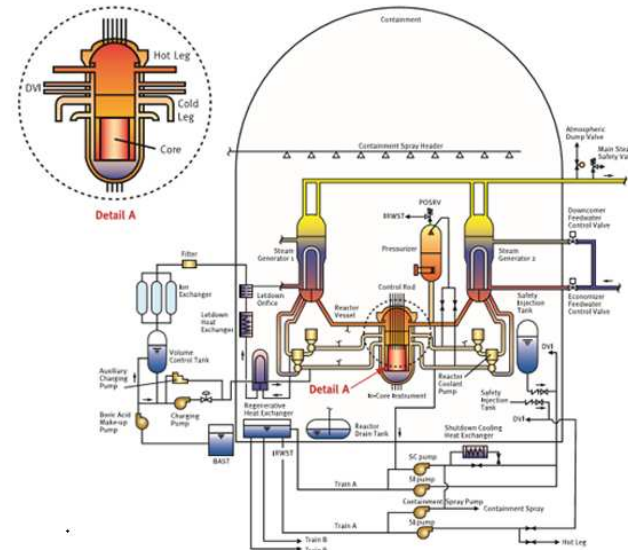 Containment
Hot Leg
DVI
Cold
Leg
Core
Detail A
Containment Spray Header
Atmospheric
Dump Valve
Main Steam
Safety Valve
POSRV
IRWST
Pressurizer
Downcomer
Feedwater
Control Valve
Steam
Generator 1
Steam
Generator 2
Filter
Ion
Exchanger
Letdown
Orifice
Letdown Heat
Exchanger
Control Rod
Reactor
Vessel
Safety
Injection
Tank
Economizer
Feedwater
Control Valve
Volume
Control Tank
DVI
Auxiliary
Charging
Pump
Detail A
In-Core Instrument
Reactor
Coolant
Pump
Safety
Injection
Tank
Charging
Pump
Regenerative
Heat Exchanger
Boric Acid
Make-up
Pump
Reactor
Drain Tank
Shutdown Cooling
Heat Exchanger
DVI
BAST
IRWST
SC pump
Train A
SI pump
Containment Spray Pump
Containment Spray
Train A
SI pump
Train B
Hot Leg